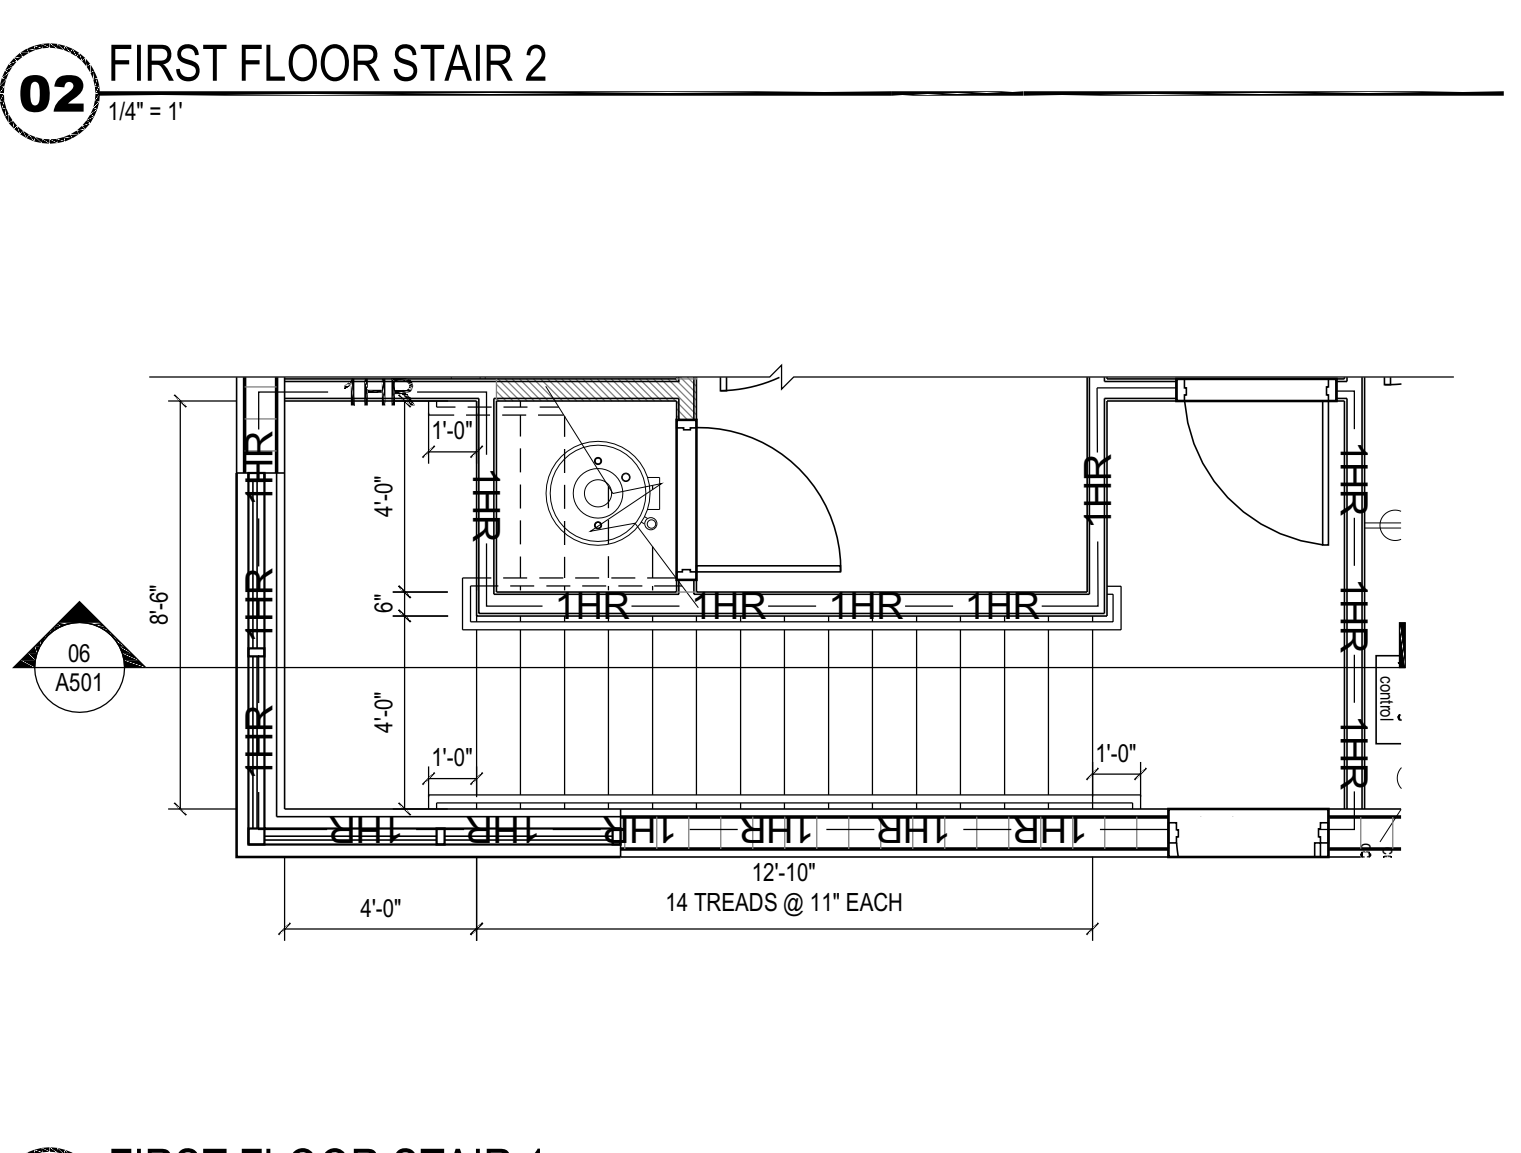 02
FIRST FLOOR STAIR 2
1/4" = 1'
1HR
1'-0"
1HR
4'-0"
1HR
1HR
1HR
8'-6"
6"
1HR
1HR
1HR
1HR
1HR
1HR
06
A501
4'-0"
control
1HR
1HR
1'-0"
1'-0"
1HR
1HR
1HR
1HR
1HR
1HR
12'-10"
14 TREADS @ 11" EACH
4'-0"
FIRST FLOOR STAIR 1